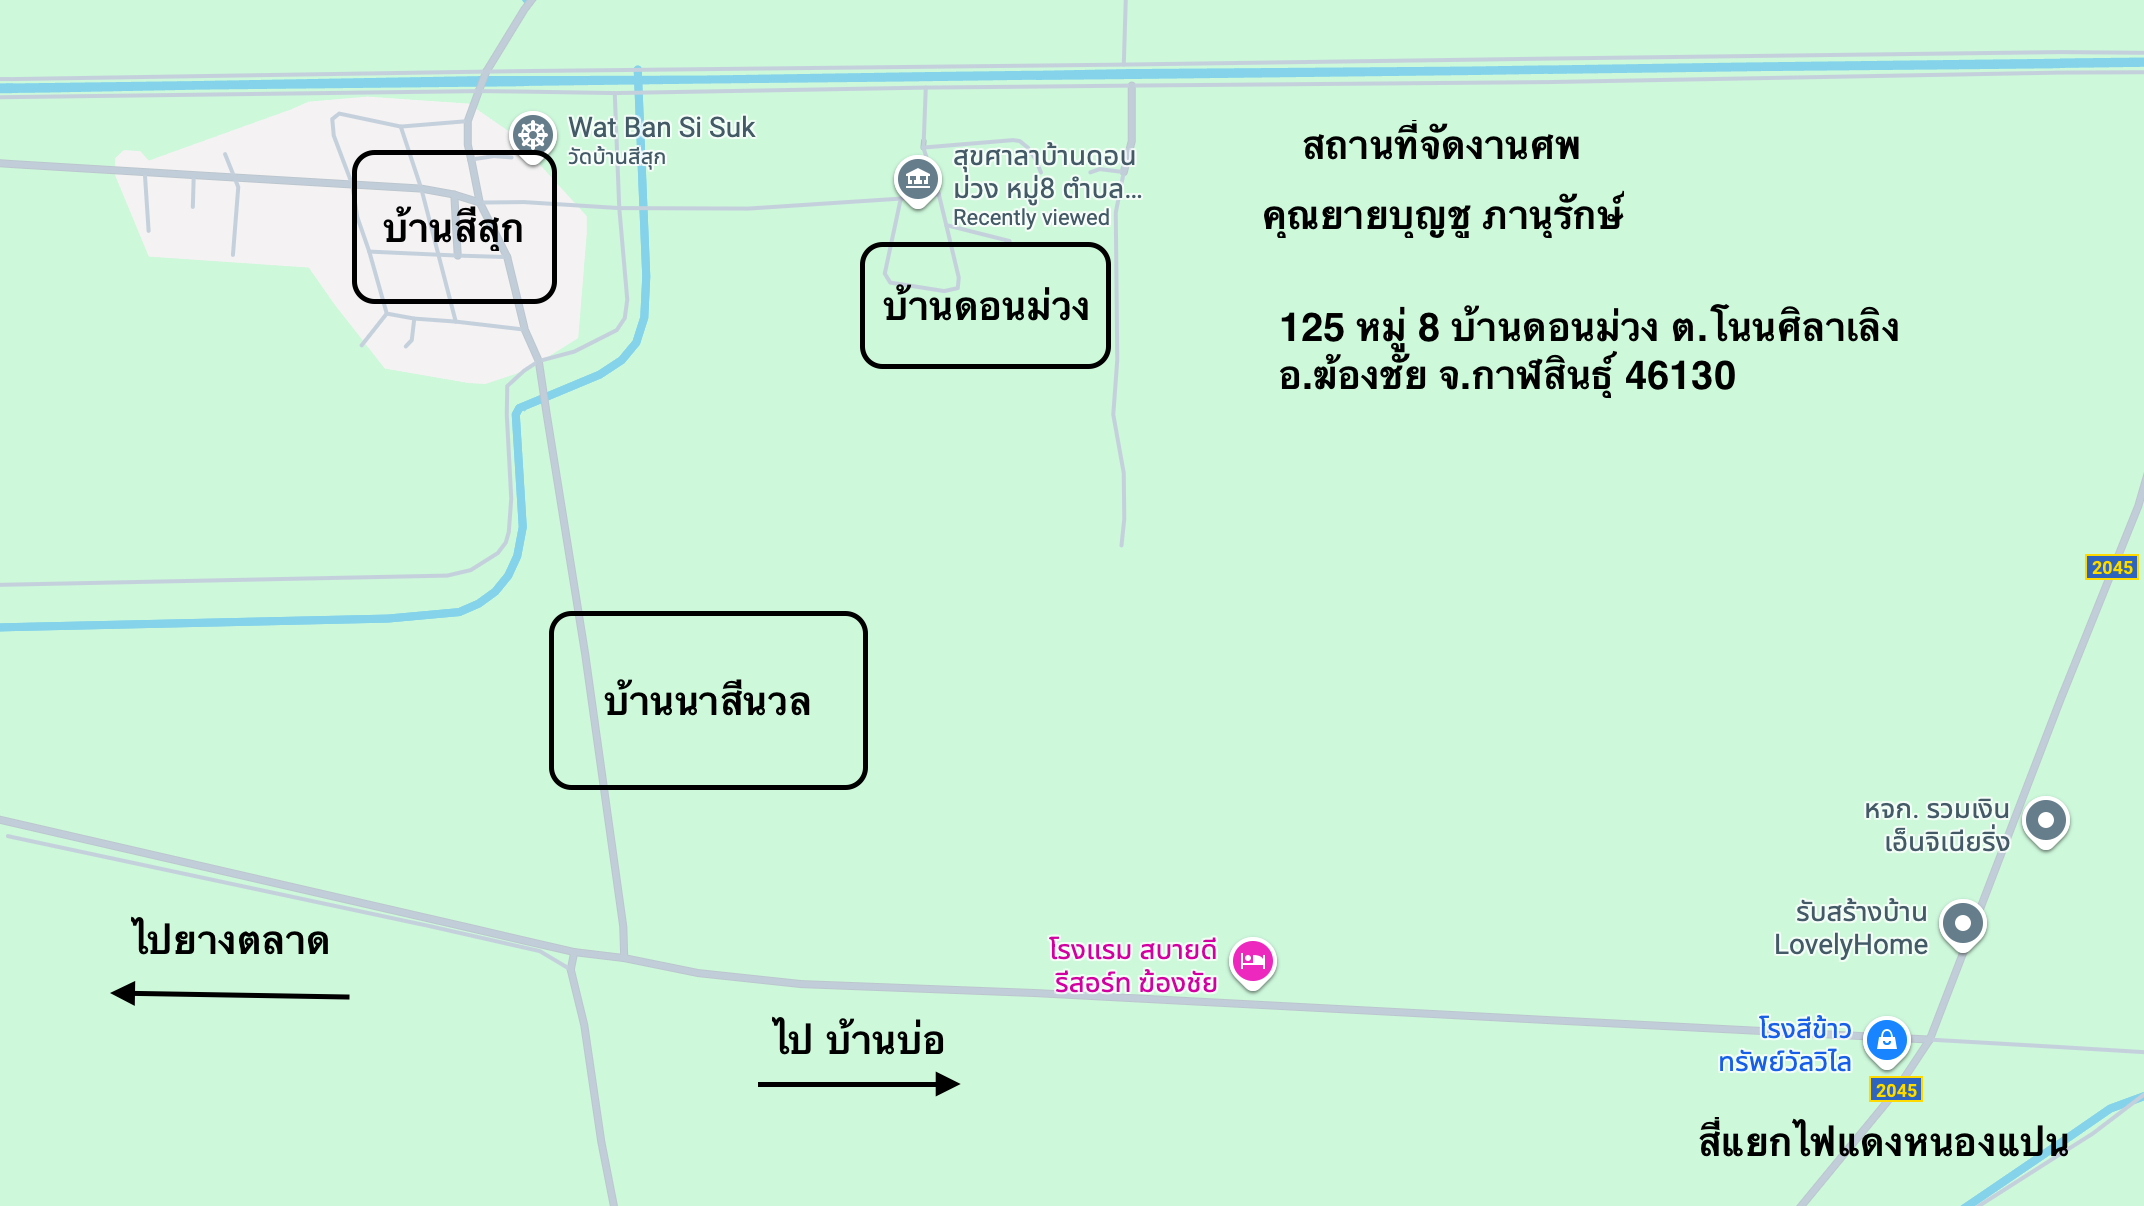 Wat Ban Si Suk
วัดบ้านสีสุก
บ้านสีสุก
สุขศาลาบ้านดอน
ม่วง หมู่8 ตำบล...
Recently viewed
บ้านดอนม่วง
สถานที่จัดงานศพ
คุณยายบุญชู ภานุรักษ์
125 หมู่ 8 บ้านดอนม่วง ต.โนนศิลาเลิง
อ.ฆ้องชัย จ.กาฬสินธุ์ 46130
2045
บ้านนาสีนวล
หจก. รวมเงิน
เอ็นจิเนียริ่ง
รับสร้างบ้าน
LovelyHome
ไปยางตลาด
โรงแรม สบายดี
รีสอร์ท ฆ้องชัย
ไป บ้านบ่อ
โรงสีข้าว
ทรัพย์วัลวิไล
2045
สี่แยกไฟแดงหนองแปน